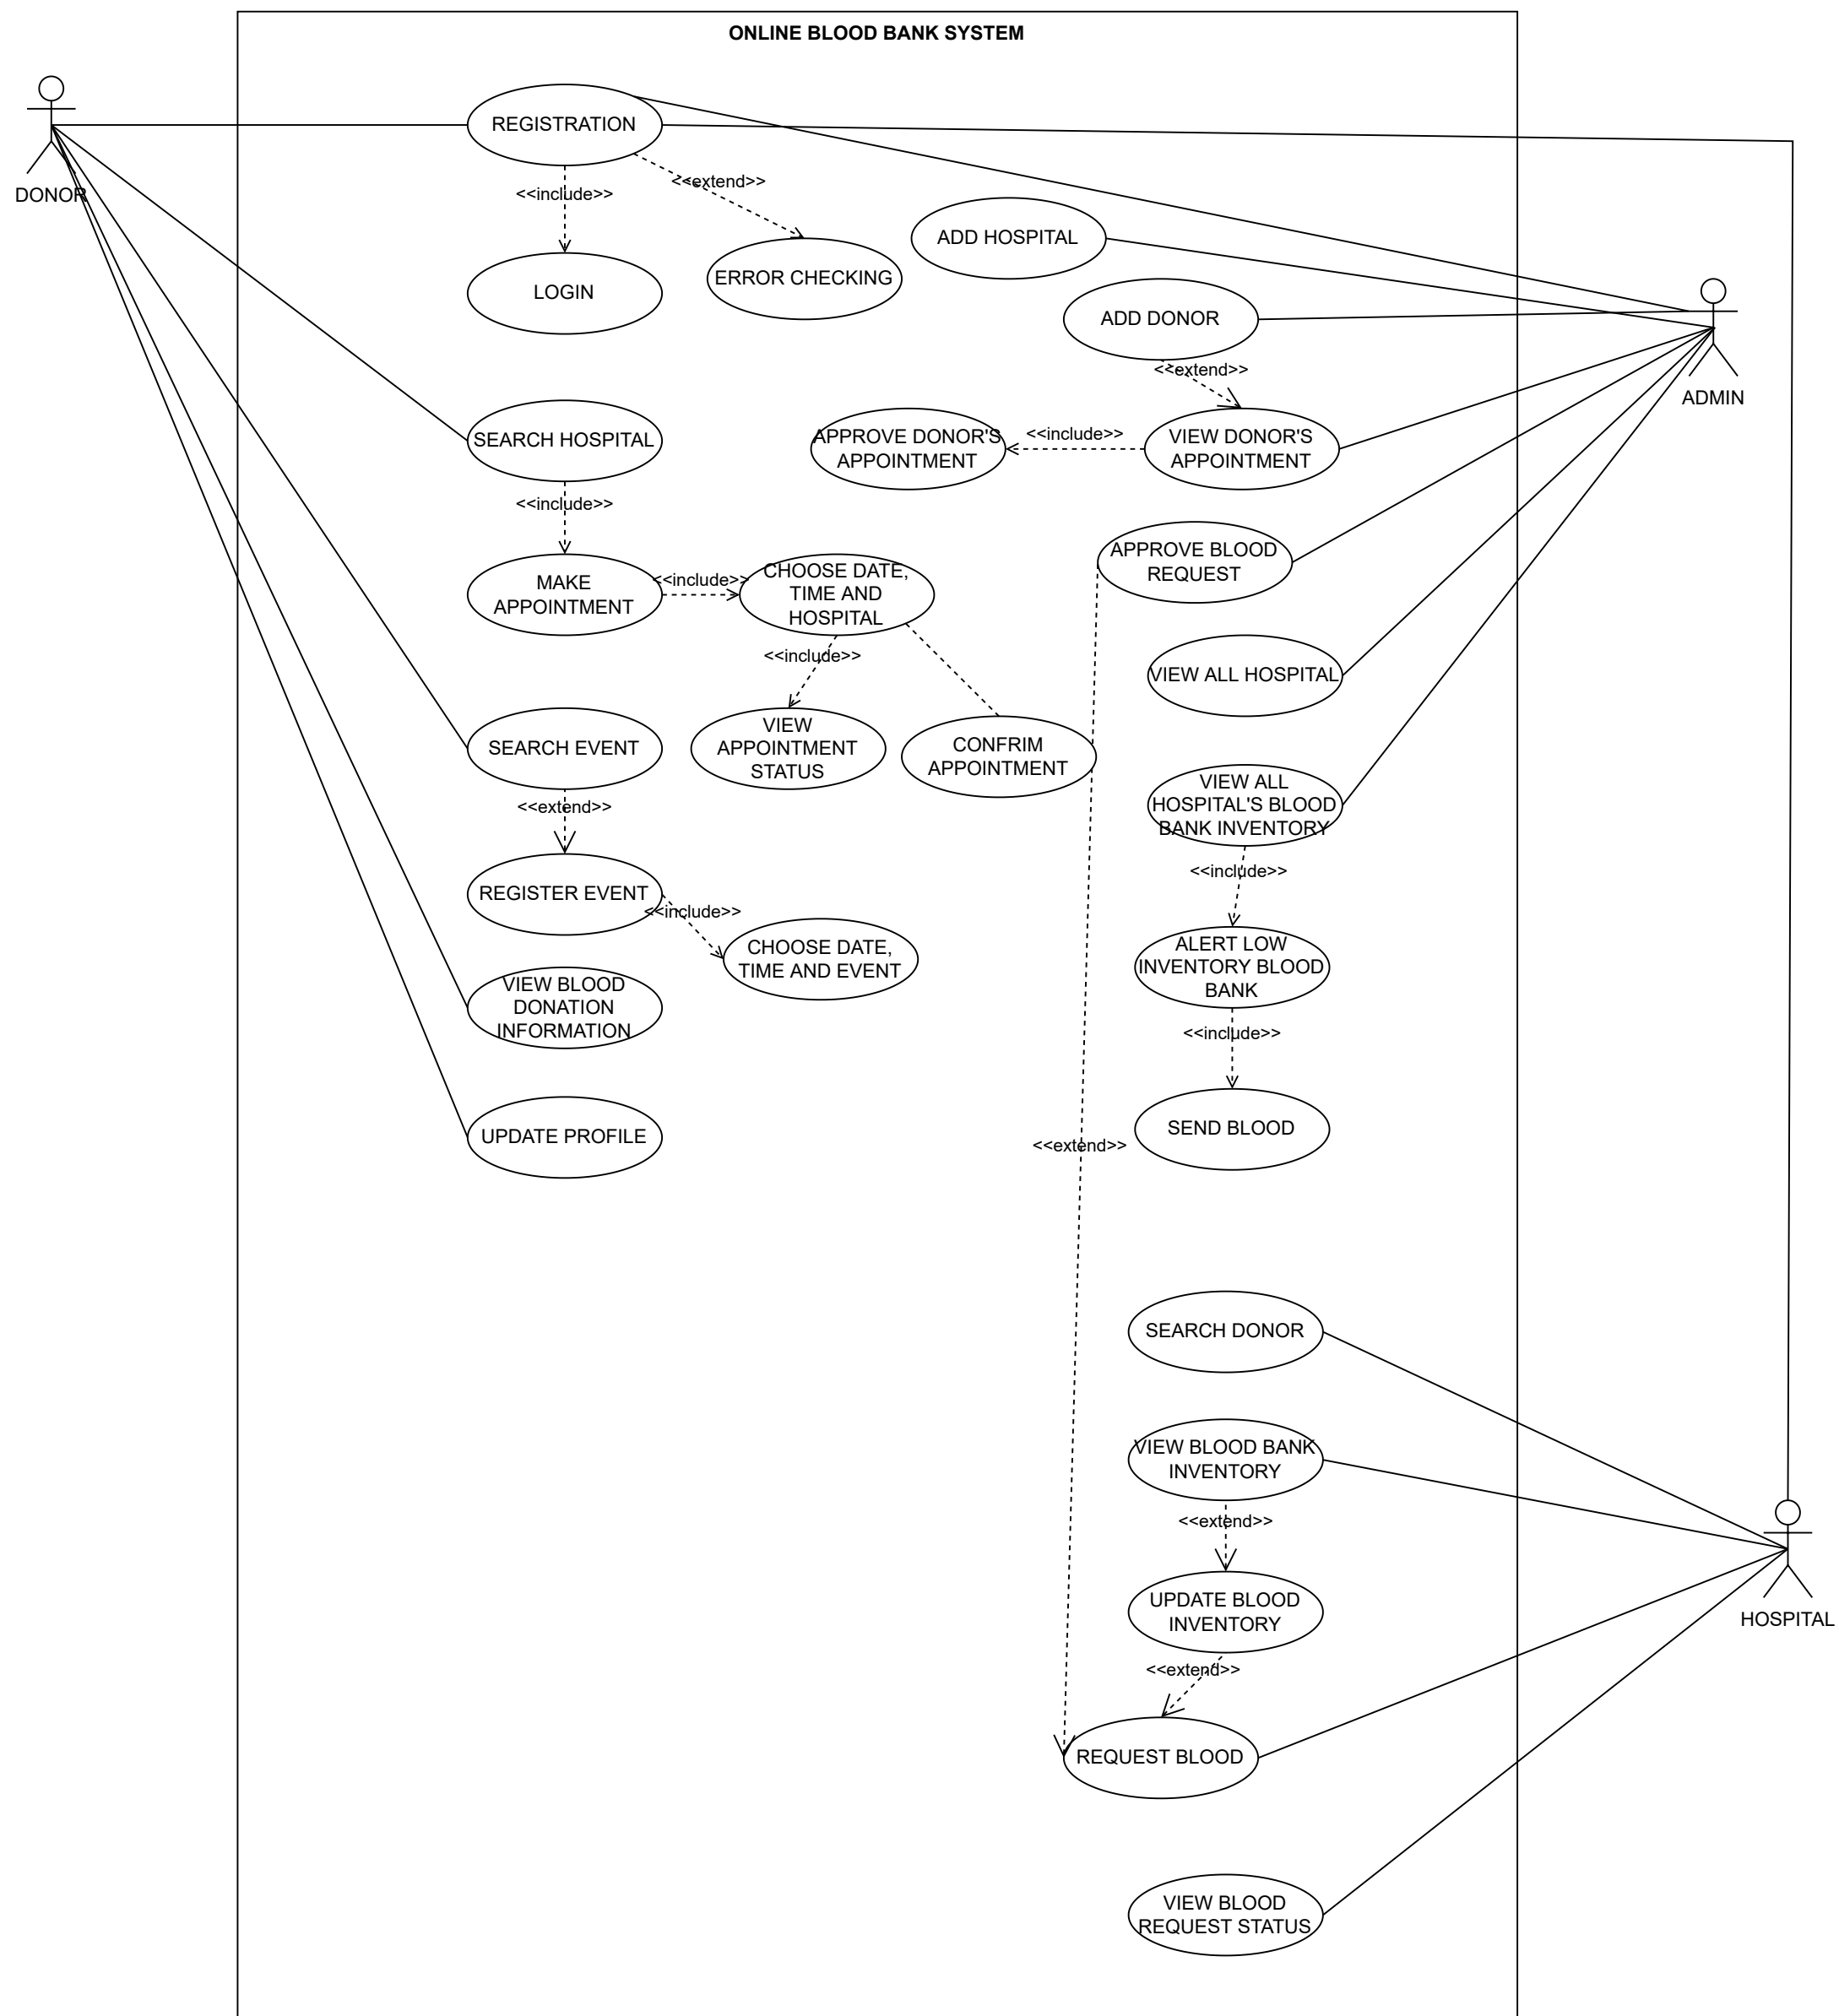 ONLINE BLOOD BANK SYSTEM
DONOR
REGISTRATION
<<include>>
<<extend>>
LOGIN
ERROR CHECKING
ADD HOSPITAL
ADD DONOR
<<extend>>
ADMIN
SEARCH HOSPITAL
APPROVE DONOR'S
APPOINTMENT
<<include>>
VIEW DONOR'S
APPOINTMENT
<<include>>
MAKE
APPOINTMENT
<<include>>
CHOOSE DATE,
TIME AND
HOSPITAL
APPROVE BLOOD
REQUEST
<<include>>
VIEW ALL HOSPITAL
SEARCH EVENT
VIEW
APPOINTMENT
STATUS
CONFRIM
APPOINTMENT
VIEW ALL
HOSPITAL'S BLOOD
BANK INVENTORY
<<extend>>
<<include>>
REGISTER EVENT
<<include>>
CHOOSE DATE,
TIME AND EVENT
ALERT LOW
INVENTORY BLOOD
BANK
VIEW BLOOD
DONATION
INFORMATION
<<include>>
UPDATE PROFILE
SEND BLOOD
<<extend>>
SEARCH DONOR
VIEW BLOOD BANK
INVENTORY
<<extend>>
UPDATE BLOOD
INVENTORY
HOSPITAL
<<extend>>
REQUEST BLOOD
VIEW BLOOD
REQUEST STATUS